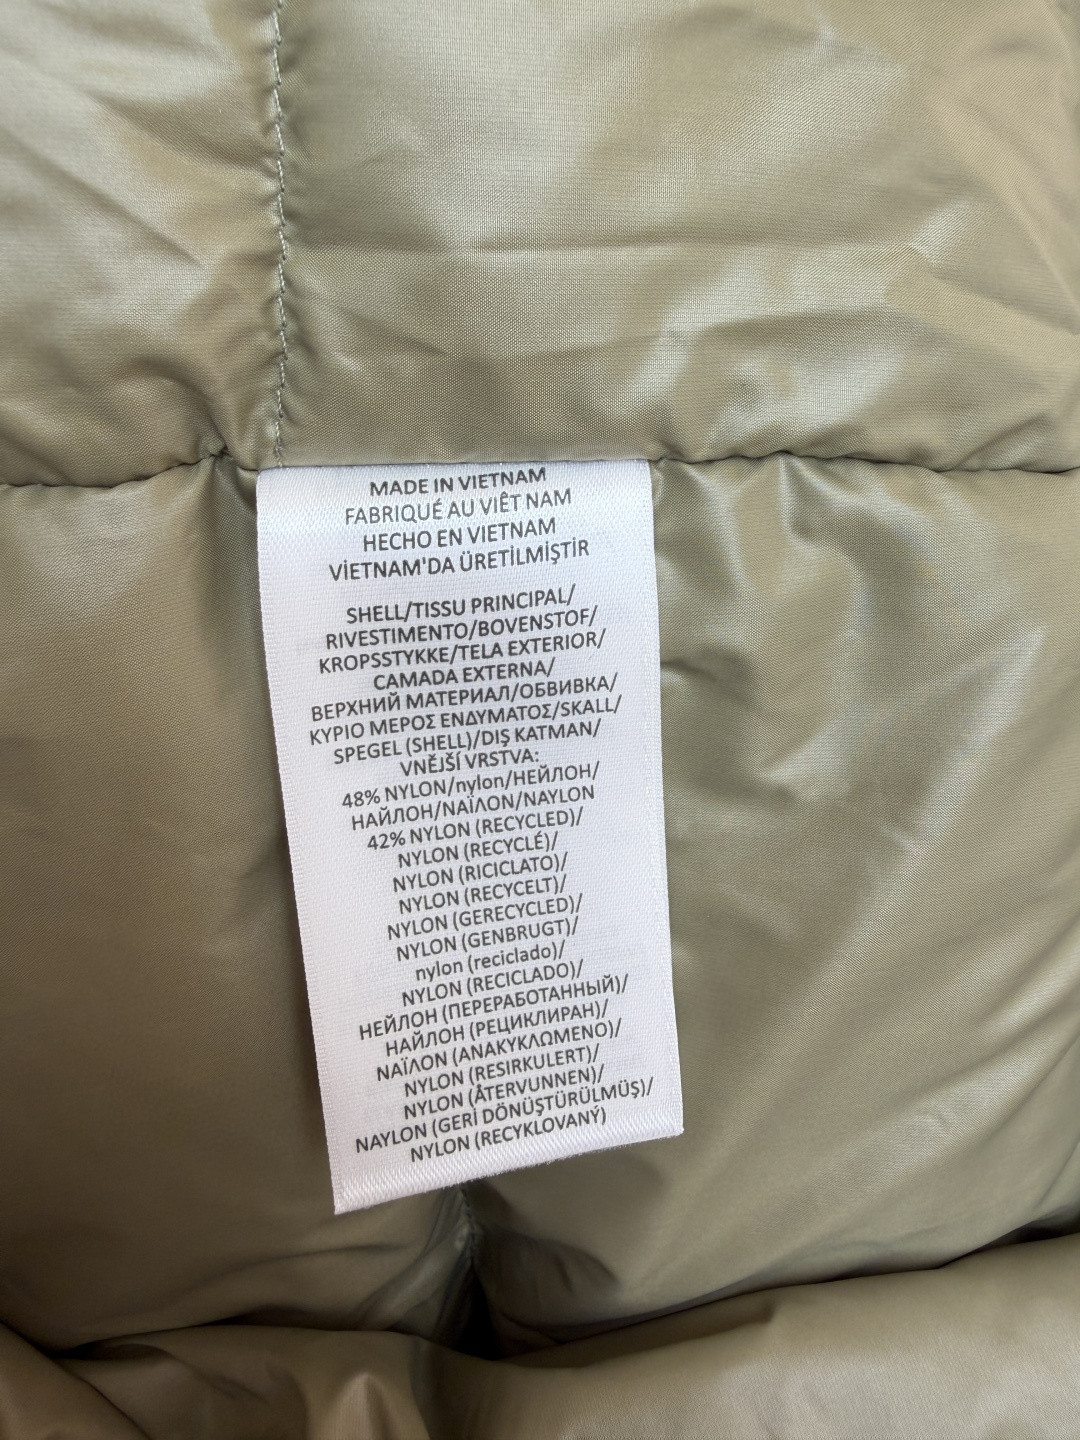 MADE IN VIETNAM
FABRIQUÉ AU VIÊT NAM
HECHO EN VIETNAM
VİETNAM'DA ÜRETİLMİŞTİR
SHELL/TISSU PRINCIPAL/
RIVESTIMENTO/BOVENSTOF/
KROPSSTYKKE/TELA EXTERIOR/
CAMADA EXTERNA/
ВЕРХНИЙ МАТЕРИАЛ/ОБВИВКА/
ΚΥΡΙΟ ΜΕΡΟΣ ΕΝΔΥΜΑΤΟΣ/SKALL/
SPEGEL (SHELL)/DIŞ KATMAN/
VNĚJŠÍ VRSTVA:
48% NYLON/nylon/НЕЙЛОН/
НАЙЛОН/ΝΑΪΛΟΝ/NAYLON
42% NYLON (RECYCLED)/
NYLON (RECYCLÉ)/
NYLON (RICICLATO)/
NYLON (RECYCELT)/
NYLON (GERECYCLED)/
NYLON (GENBRUGT)/
nylon (reciclado)/
NYLON (RECICLADO)/
НЕЙЛОН (ПЕРЕРАБОТАННЫЙ)/
НАЙЛОН (РЕЦИКЛИРАН)/
ΝΑΪΛΟΝ (ΑΝΑΚΥΚΛΩΜΕΝΟ)/
NYLON (RESIRKULERT)/
NYLON (ÅTERVUNNEN)/
NAYLON (GERİ DÖNÜŞTÜRÜLMÜŞ)/
NYLON (RECYKLOVANÝ)